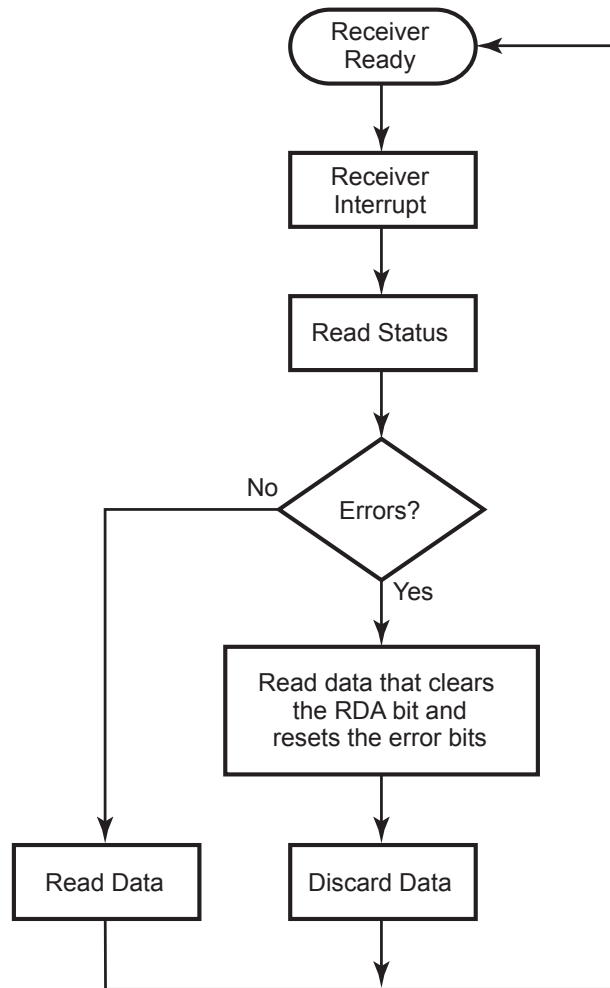 Receiver
Ready
Receiver
Interrupt
Read Status
Errors?
No
Yes
Read data that clears
the RDA bit and
resets the error bits
Read Data
Discard Data